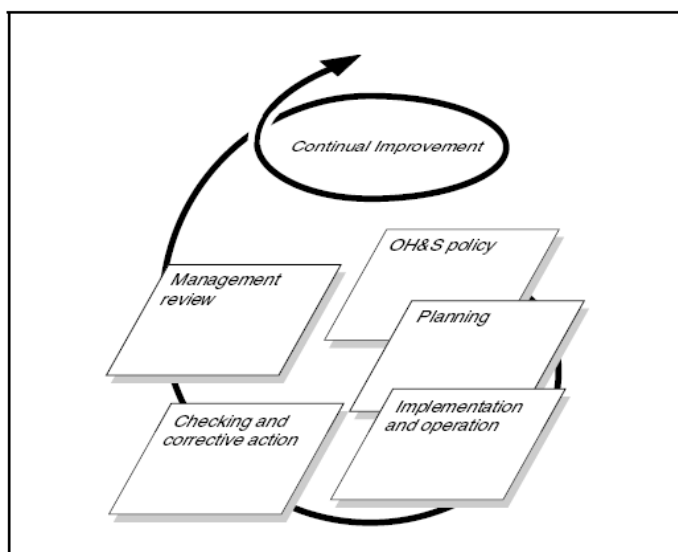 Continual Improvement
OH&S policy
Management
review
Planning
Implementation
and operation
Checking and
corrective action